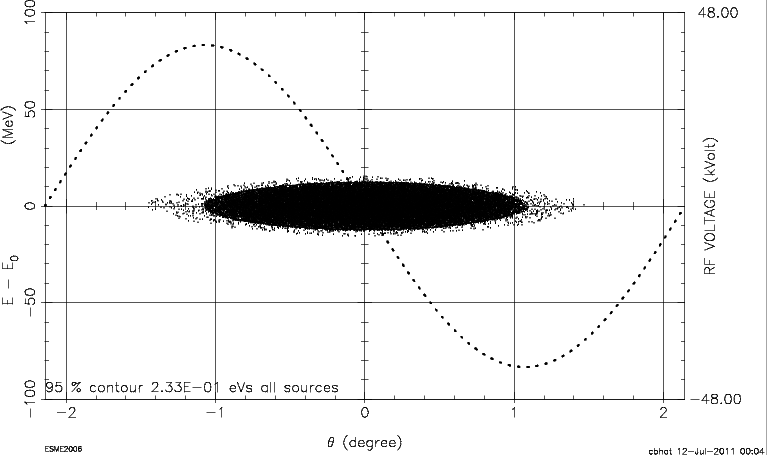 100
48.00
(MeV)
50
0
E − E0
−50
−100
RF VOLTAGE (kVolt)
−48.00
95 % contour 2.33E−01 eVs all sources
−2
−1
0
1
2
θ (degree)
ESME2006
cbhat 12−Jul−2011 00:04